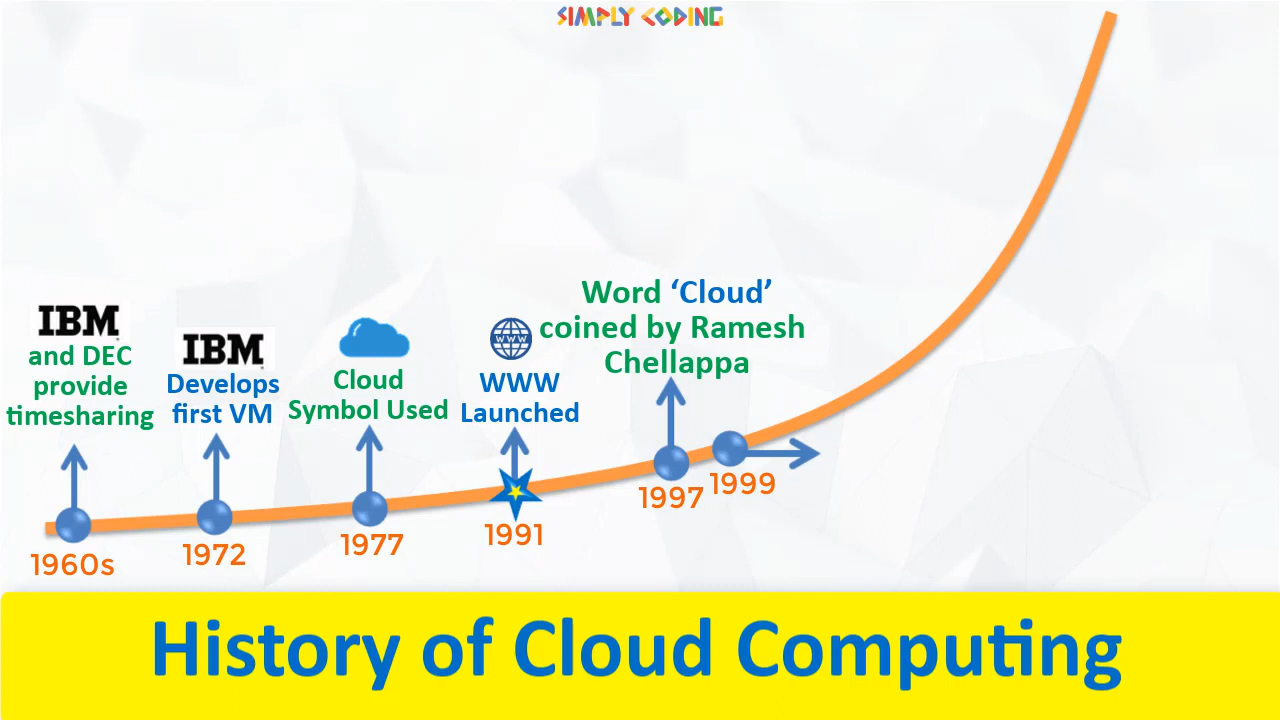 SIMPLY CODING
IBM
and DEC
provide
timesharing
1960s
IBM
Develops
first VM
1972
Cloud
Symbol Used
1977
WWW
WWW
Launched
1991
Word ‘Cloud’
coined by Ramesh
Chellappa
1997
1999
History of Cloud Computing